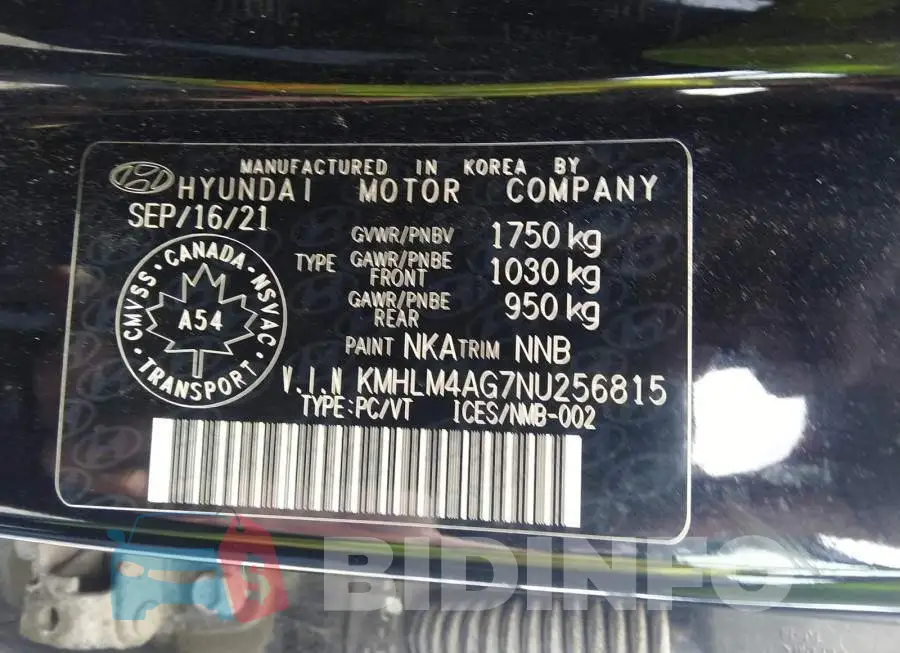 MANUFACTURED IN KOREA BY
HYUNDAI MOTOR COMPANY
SEP/16/21
GVWR/PNBV 1750 kg
TYPE GAWR/PNBE FRONT 1030 kg
GAWR/PNBE REAR 950 kg
CANADA · NSVAC · TRANSPORT · CMVSS
A54
PAINT NKA TRIM NNB
V.I.N KMHLM4AG7NU256815
TYPE:PC/VT ICES/NMB-002
BIDINFO